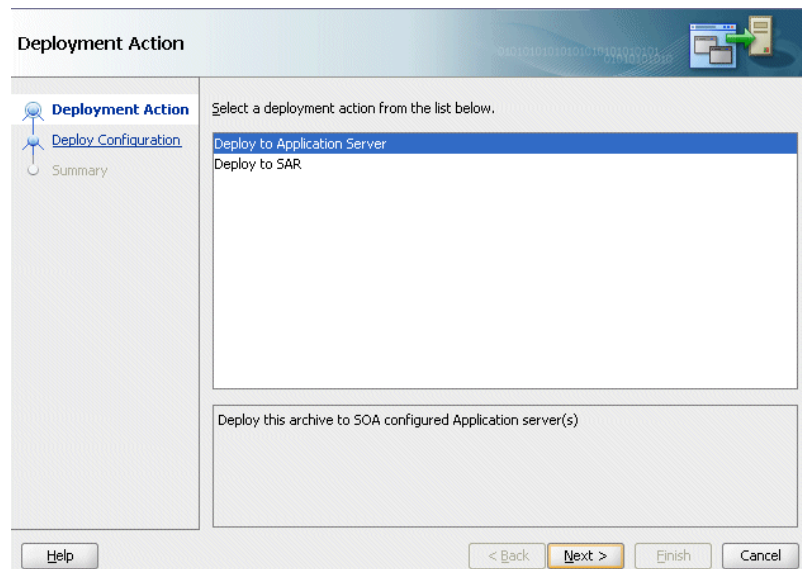 Deployment Action
Deployment Action
Deploy Configuration
Summary
Select a deployment action from the list below.
Deploy to Application Server
Deploy to SAR
Deploy this archive to SOA configured Application server(s)
Help
< Back
Next >
Finish
Cancel